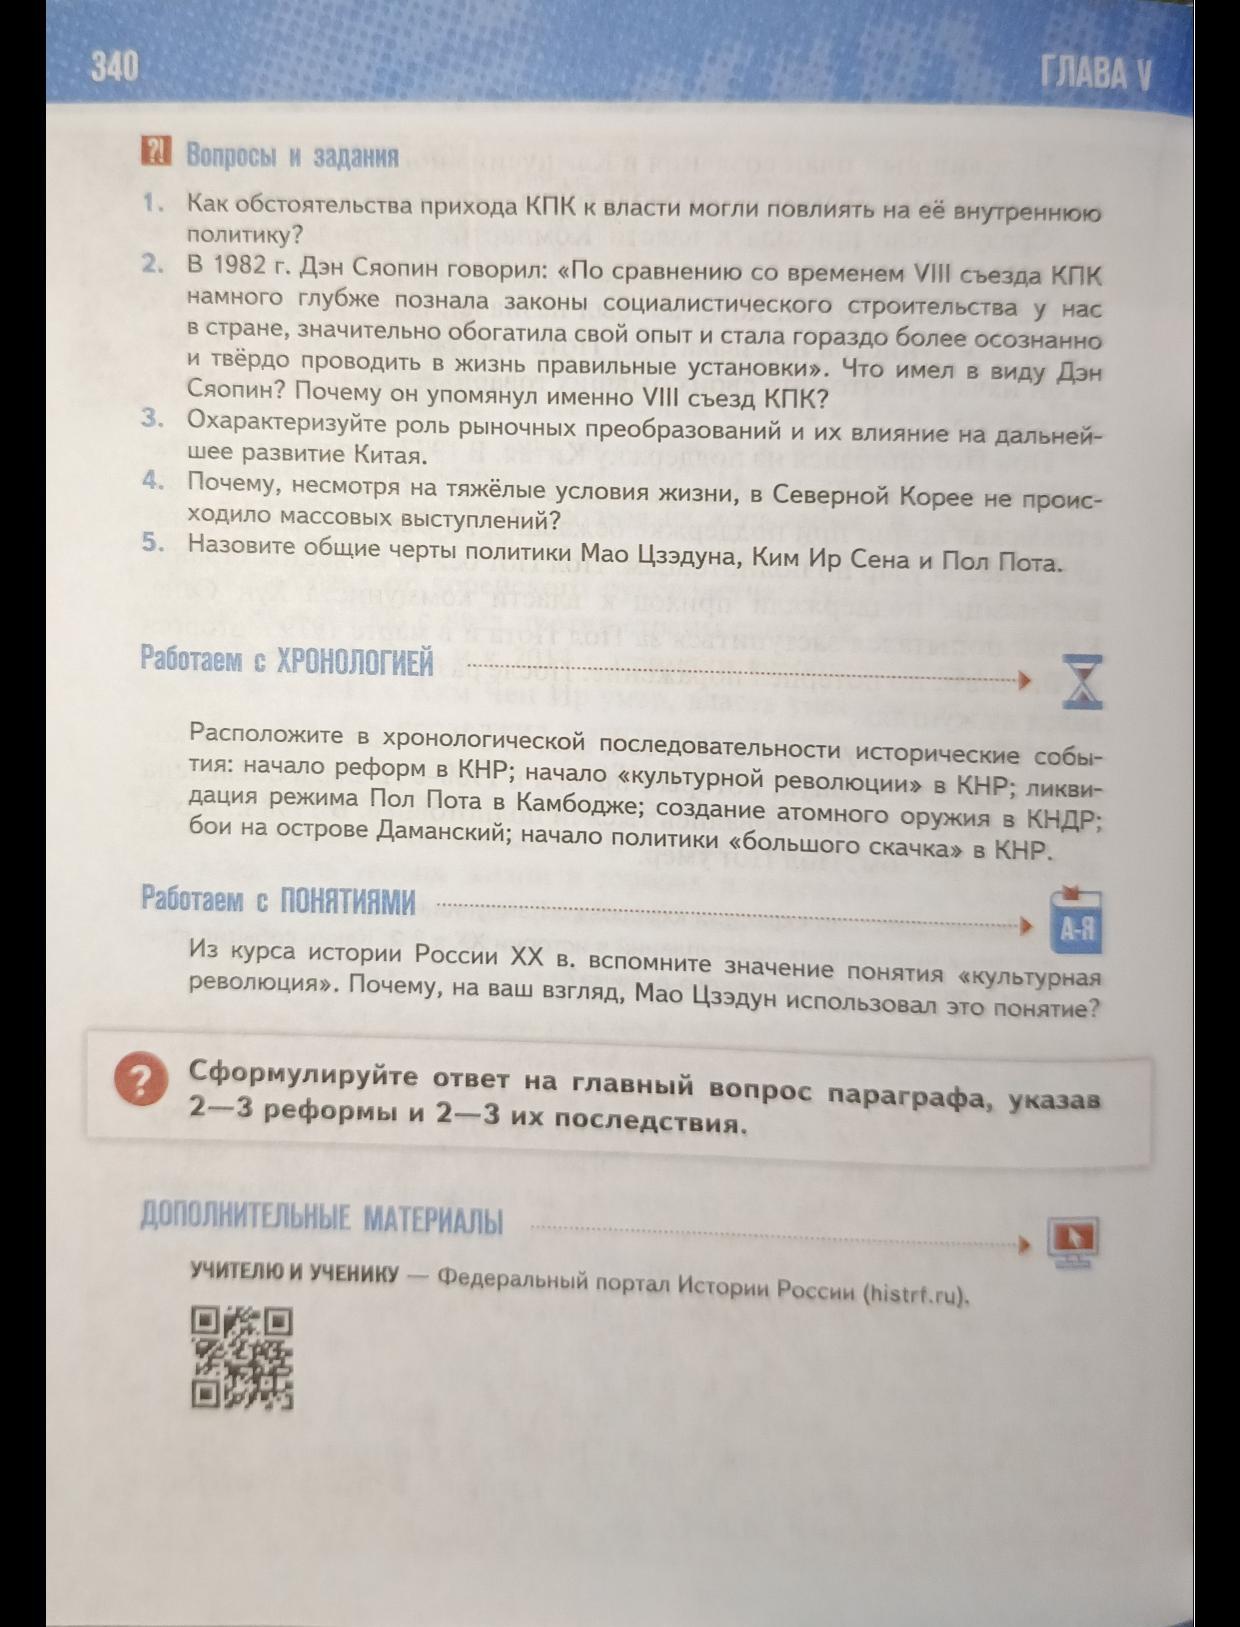 340
ГЛАВА V
?! Вопросы и задания
1. Как обстоятельства прихода КПК к власти могли повлиять на её внутреннюю
политику?
2. В 1982 г. Дэн Сяопин говорил: «По сравнению со временем VIII съезда КПК
намного глубже познала законы социалистического строительства у нас
в стране, значительно обогатила свой опыт и стала гораздо более осознанно
и твёрдо проводить в жизнь правильные установки». Что имел в виду Дэн
Сяопин? Почему он упомянул именно VIII съезд КПК?
3. Охарактеризуйте роль рыночных преобразований и их влияние на дальней-
шее развитие Китая.
4. Почему, несмотря на тяжёлые условия жизни, в Северной Корее не проис-
ходило массовых выступлений?
5. Назовите общие черты политики Мао Цзэдуна, Ким Ир Сена и Пол Пота.
Работаем с ХРОНОЛОГИЕЙ
Расположите в хронологической последовательности исторические собы-
тия: начало реформ в КНР; начало «культурной революции» в КНР; ликви-
дация режима Пол Пота в Камбодже; создание атомного оружия в КНДР;
бои на острове Даманский; начало политики «большого скачка» в КНР.
Работаем с ПОНЯТИЯМИ
А-Я
Из курса истории России XX в. вспомните значение понятия «культурная
революция». Почему, на ваш взгляд, Мао Цзэдун использовал это понятие?
? Сформулируйте ответ на главный вопрос параграфа, указав
2—3 реформы и 2—3 их последствия.
ДОПОЛНИТЕЛЬНЫЕ МАТЕРИАЛЫ
УЧИТЕЛЮ И УЧЕНИКУ — Федеральный портал Истории России (histrf.ru).